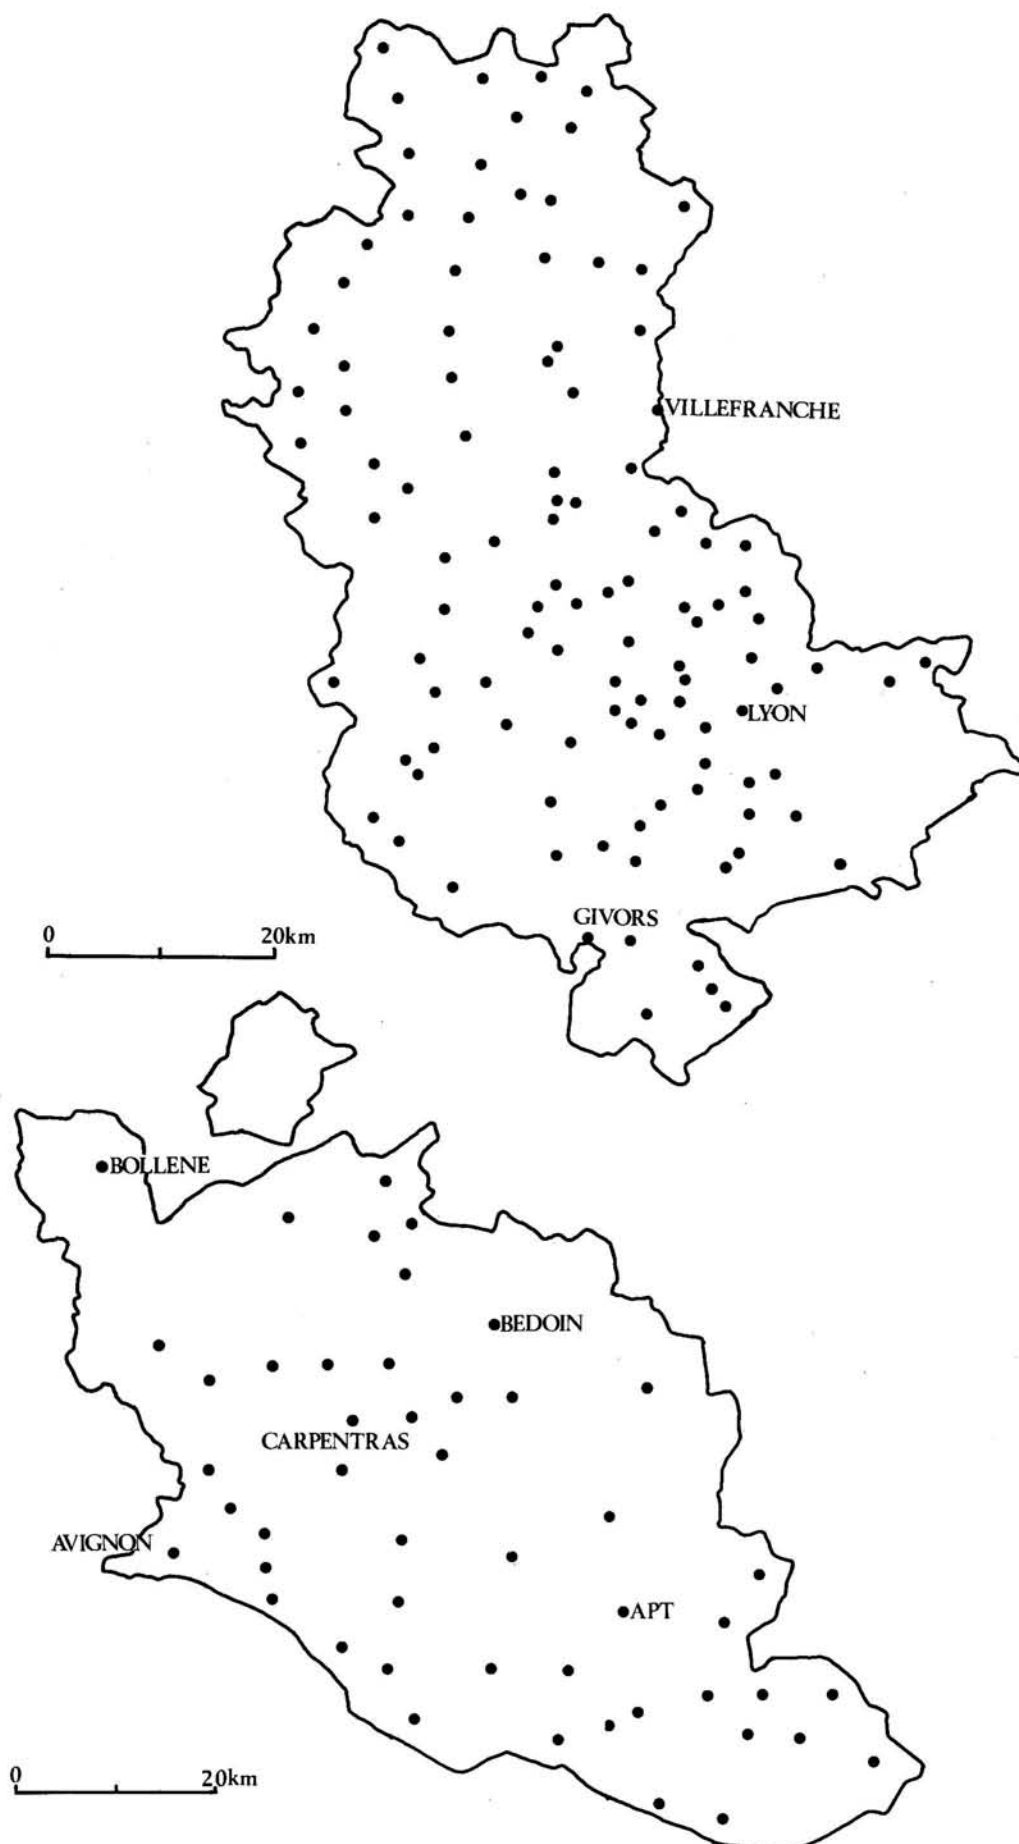 VILLEFRANCHE
LYON
GIVORS
0 20km
BOLLENE
BEDOIN
CARPENTRAS
AVIGNON
APT
0 20km